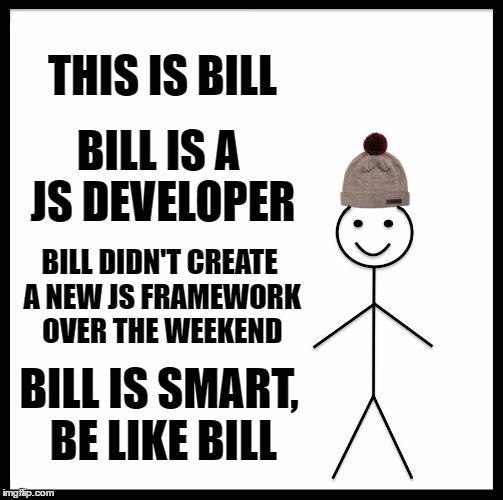 THIS IS BILL
BILL IS A
JS DEVELOPER
BILL DIDN'T CREATE
A NEW JS FRAMEWORK
OVER THE WEEKEND
BILL IS SMART,
BE LIKE BILL
imgflip.com